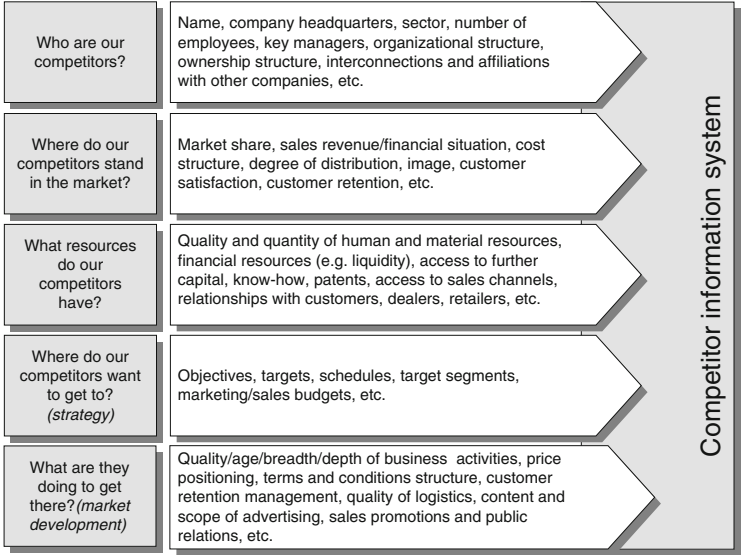 Who are our
competitors?
Name, company headquarters, sector, number of
employees, key managers, organizational structure,
ownership structure, interconnections and affiliations
with other companies, etc.
Where do our
competitors stand
in the market?
Market share, sales revenue/financial situation, cost
structure, degree of distribution, image, customer
satisfaction, customer retention, etc.
What resources
do our
competitors
have?
Quality and quantity of human and material resources,
financial resources (e.g. liquidity), access to further
capital, know-how, patents, access to sales channels,
relationships with customers, dealers, retailers, etc.
Where do our
competitors want
to get to?
(strategy)
Objectives, targets, schedules, target segments,
marketing/sales budgets, etc.
What are they
doing to get
there?(market
development)
Quality/age/breadth/depth of business activities, price
positioning, terms and conditions structure, customer
retention management, quality of logistics, content and
scope of advertising, sales promotions and public
relations, etc.
Competitor information system